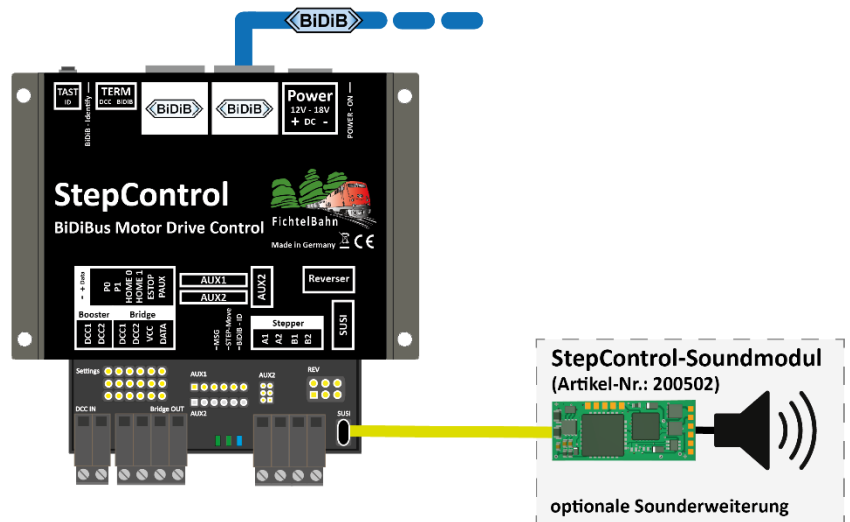 BiDiB
TAST
ID
BiDiB - Identify
TERM
DCC BIDIB
BiDiB
BiDiB
Power
12V - 18V
+ DC -
POWER - ON
StepControl
BiDiBus Motor Drive Control
FichtelBahn
Made in Germany CE
- + Data
P0
P1
HOME 0
HOME 1
ESTOP
PAUX
AUX1
AUX2
AUX2
Reverser
SUSI
Booster
DCC1
DCC2
Bridge
DCC1
DCC2
VCC
DATA
MSG
STEP-Move
BiDiB - ID
Stepper
A1
A2
B1
B2
Settings
AUX1
AUX2
AUX2
REV
DCC IN
Bridge OUT
SUSI
StepControl-Soundmodul
(Artikel-Nr.: 200502)
optionale Sounderweiterung